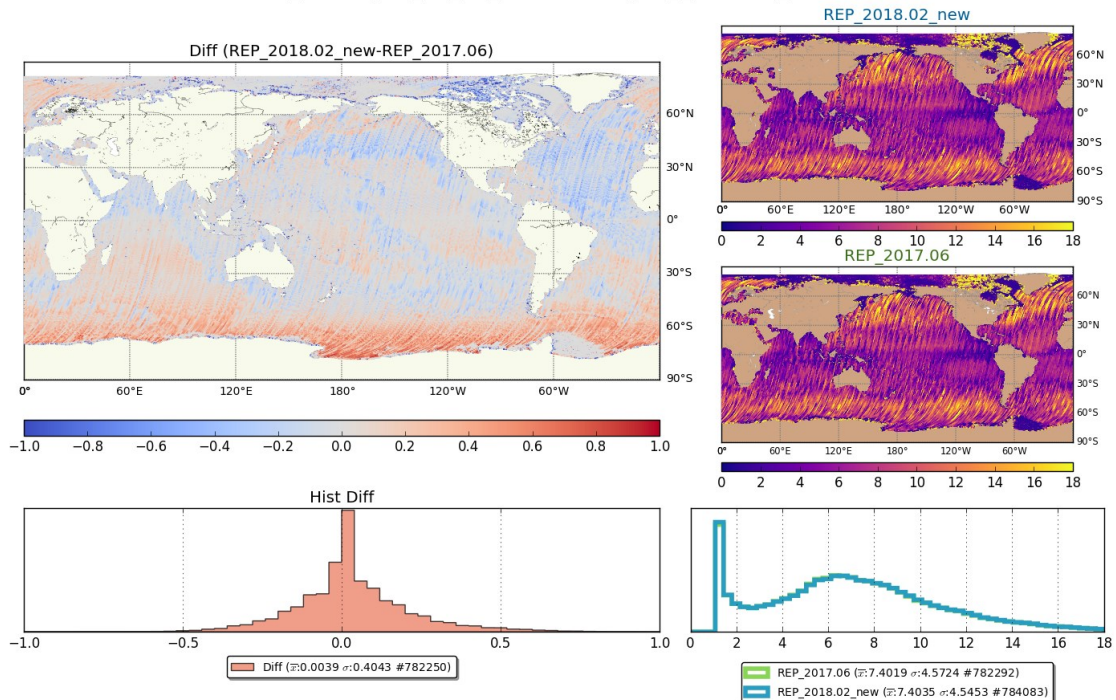 REP_2018.02_new
Diff (REP_2018.02_new-REP_2017.06)
60°N
30°N
0°
30°S
60°S
90°S
0°
60°E
120°E
180°
120°W
60°W
−1.0 −0.8 −0.6 −0.4 −0.2 0.0 0.2 0.4 0.6 0.8 1.0
60°N
30°N
0°
30°S
60°S
90°S
0° 60°E 120°E 180° 120°W 60°W
0 2 4 6 8 10 12 14 16 18
REP_2017.06
60°N
30°N
0°
30°S
60°S
90°S
0° 60°E 120°E 180° 120°W 60°W
0 2 4 6 8 10 12 14 16 18
Hist Diff
−1.0 −0.5 0.0 0.5 1.0
Diff (x̅:0.0039 σ:0.4043 #782250)
0 2 4 6 8 10 12 14 16 18
REP_2017.06 (x̅:7.4019 σ:4.5724 #782292)
REP_2018.02_new (x̅:7.4035 σ:4.5453 #784083)